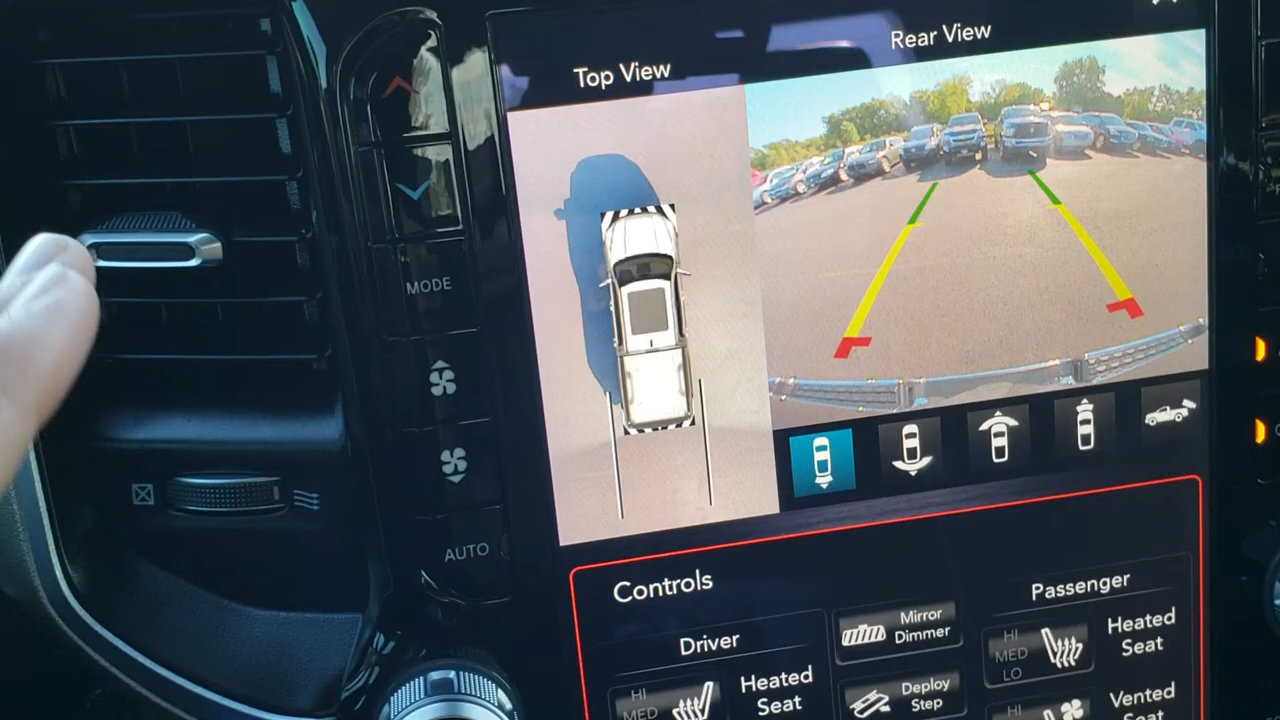 Top View
Rear View
MODE
AUTO
Controls
Driver
HI
MED
Heated
Seat
Mirror
Dimmer
Deploy
Step
Passenger
HI
MED
LO
Heated
Seat
HI
Vented